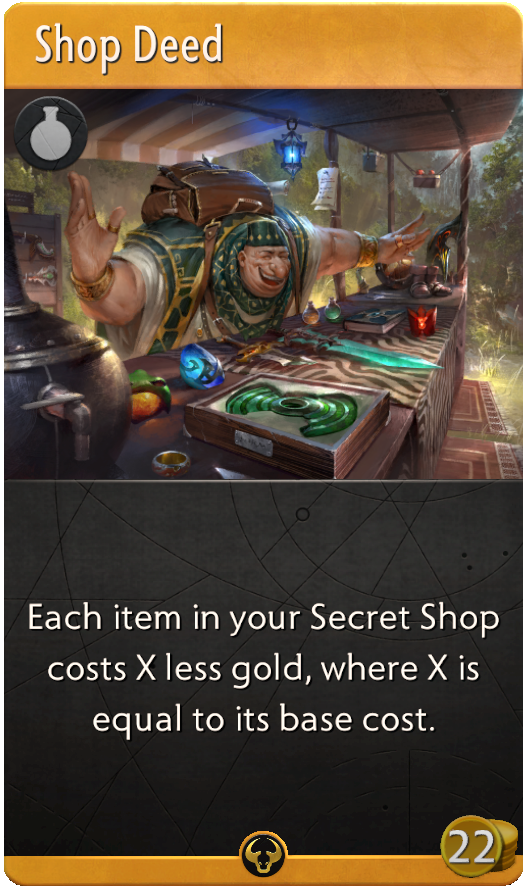 Shop Deed
Each item in your Secret Shop
costs X less gold, where X is
equal to its base cost.
22